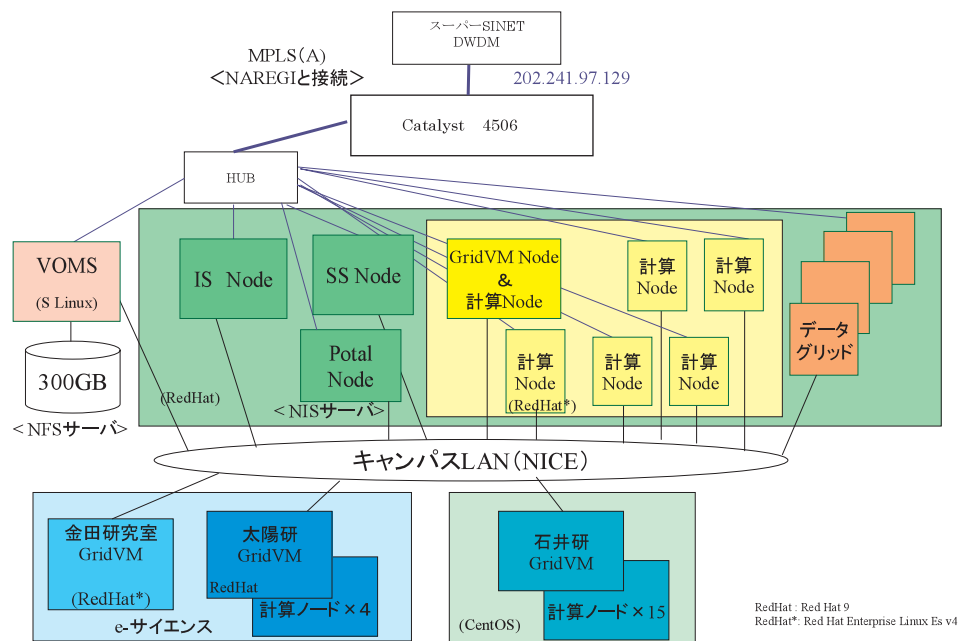 スーパーSINET
DWDM
MPLS(A)
<NAREGIと接続>
202.241.97.129
Catalyst 4506
HUB
VOMS
(S Linux)
300GB
<NFSサーバ>
IS Node
SS Node
Potal
Node
<NISサーバ>
(RedHat)
GridVM Node
&
計算Node
計算
Node
計算
Node
計算
Node
(RedHat*)
計算
Node
計算
Node
データ
グリッド
キャンパスLAN(NICE)
金田研究室
GridVM
(RedHat*)
太陽研
GridVM
RedHat
計算ノード×4
e-サイエンス
石井研
GridVM
計算ノード×15
(CentOS)
RedHat : Red Hat 9
RedHat*: Red Hat Enterprise Linux Es v4